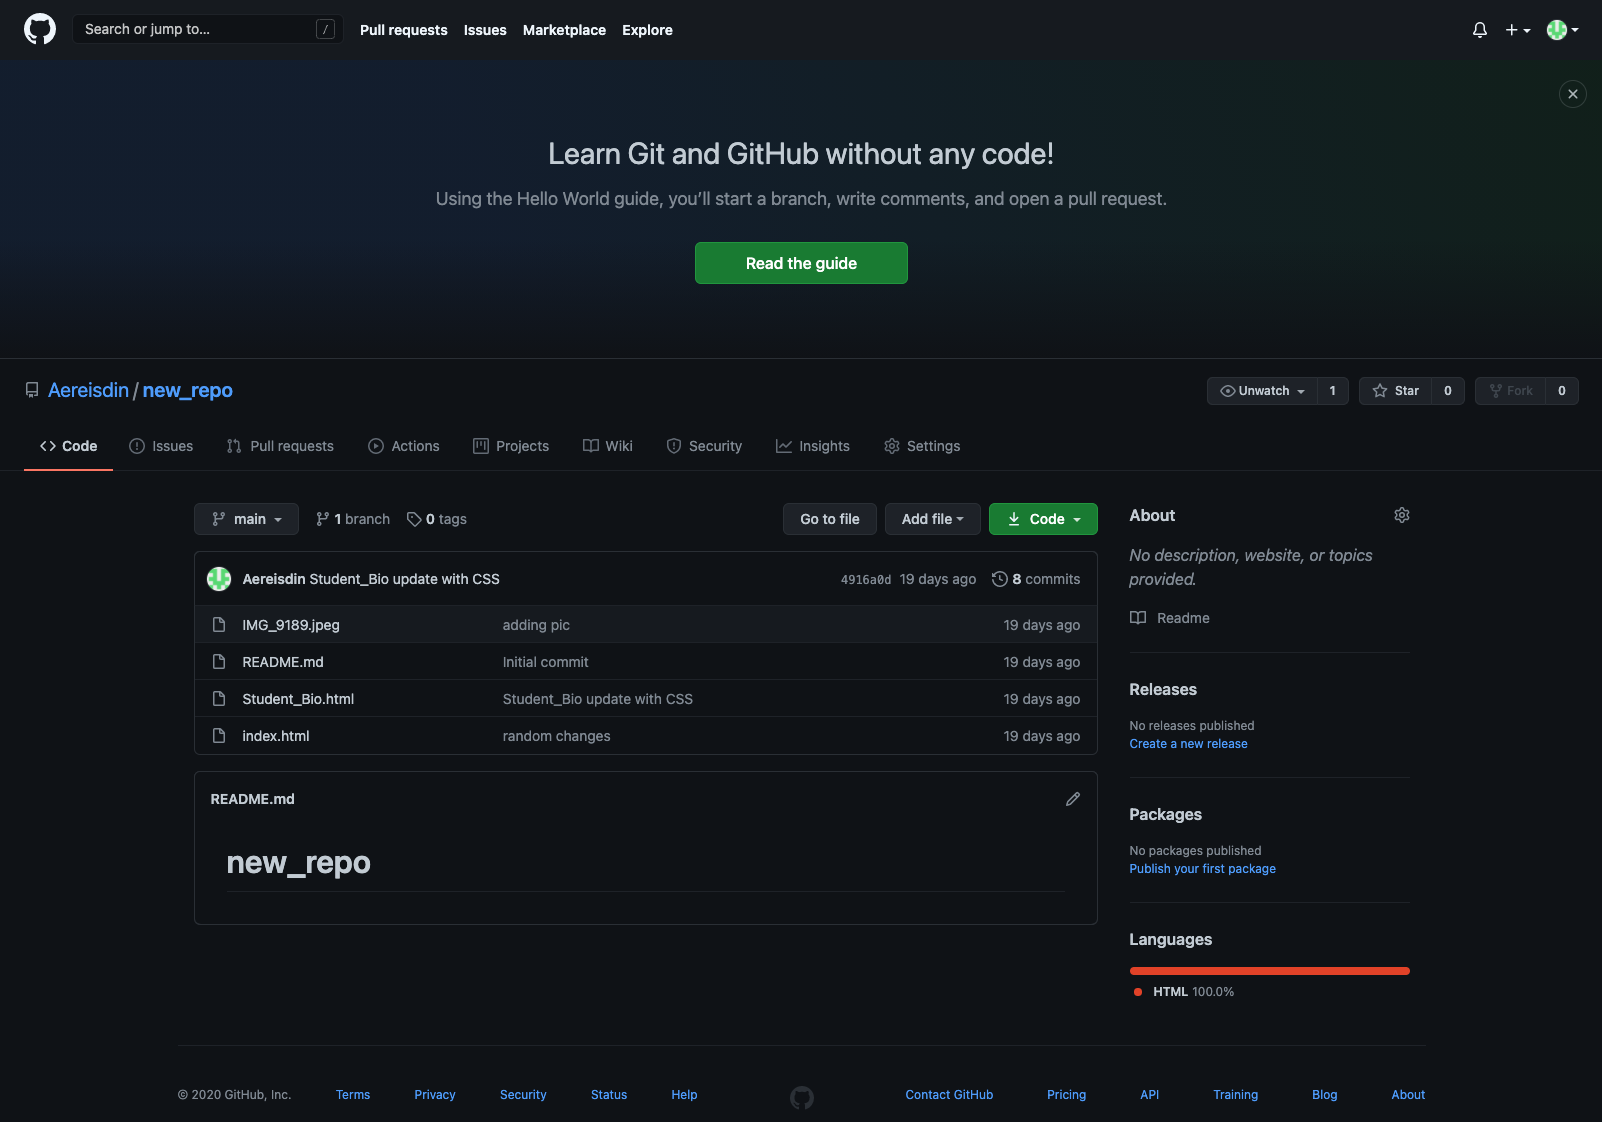 Search or jump to... /
Pull requests Issues Marketplace Explore
Learn Git and GitHub without any code!
Using the Hello World guide, you’ll start a branch, write comments, and open a pull request.
Read the guide
Aereisdin / new_repo
Unwatch 1 Star 0 Fork 0
Code Issues Pull requests Actions Projects Wiki Security Insights Settings
main 1 branch 0 tags Go to file Add file Code
Aereisdin Student_Bio update with CSS 4916a0d 19 days ago 8 commits
IMG_9189.jpeg adding pic 19 days ago
README.md Initial commit 19 days ago
Student_Bio.html Student_Bio update with CSS 19 days ago
index.html random changes 19 days ago
README.md
new_repo
About
No description, website, or topics
provided.
Readme
Releases
No releases published
Create a new release
Packages
No packages published
Publish your first package
Languages
HTML 100.0%
© 2020 GitHub, Inc. Terms Privacy Security Status Help Contact GitHub Pricing API Training Blog About